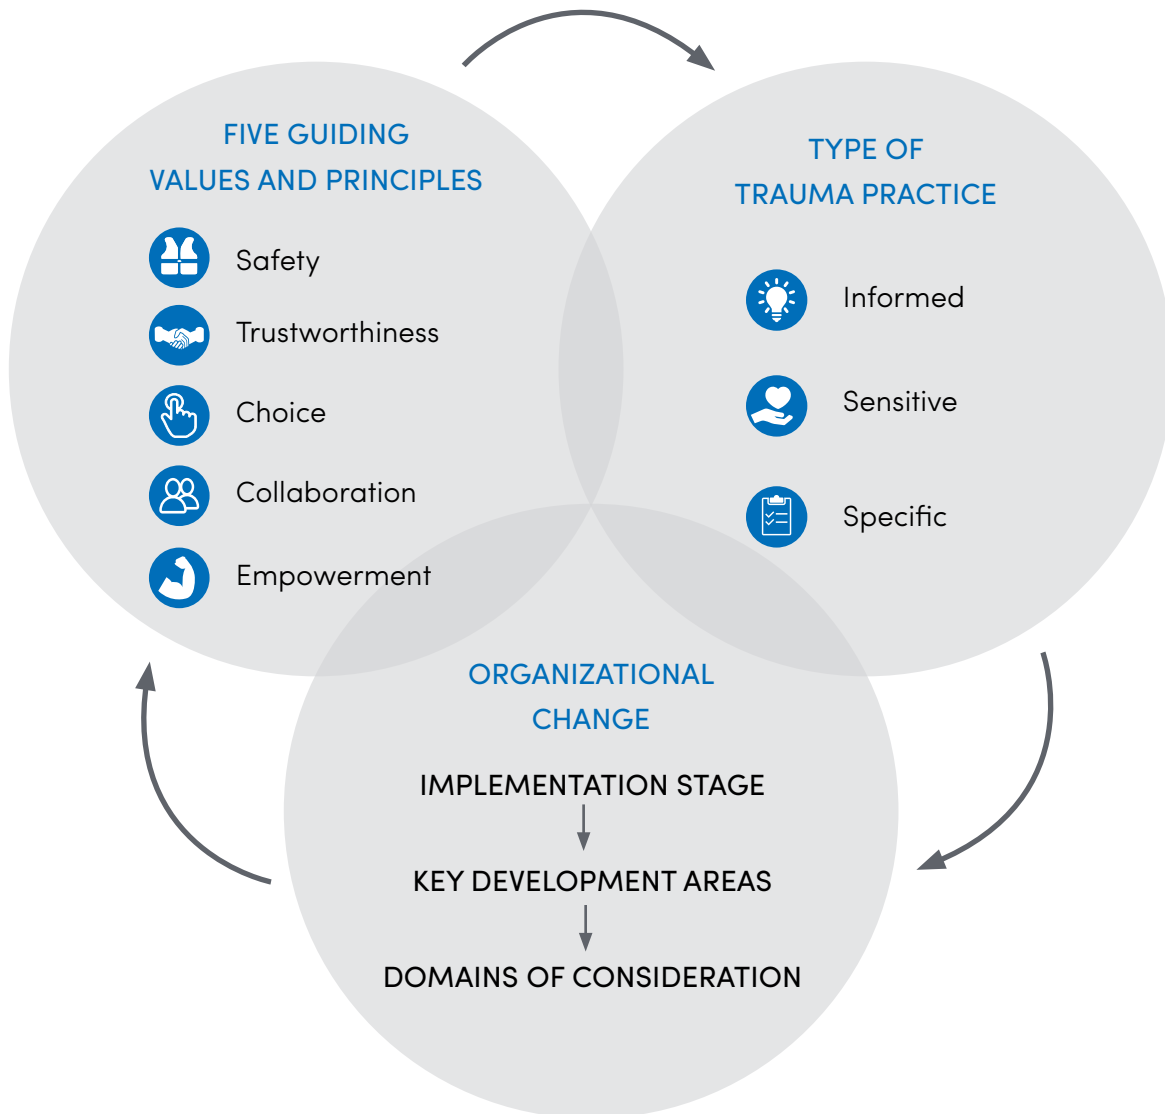 FIVE GUIDING
VALUES AND PRINCIPLES
Safety
Trustworthiness
Choice
Collaboration
Empowerment
TYPE OF
TRAUMA PRACTICE
Informed
Sensitive
Specific
ORGANIZATIONAL
CHANGE
IMPLEMENTATION STAGE
KEY DEVELOPMENT AREAS
DOMAINS OF CONSIDERATION